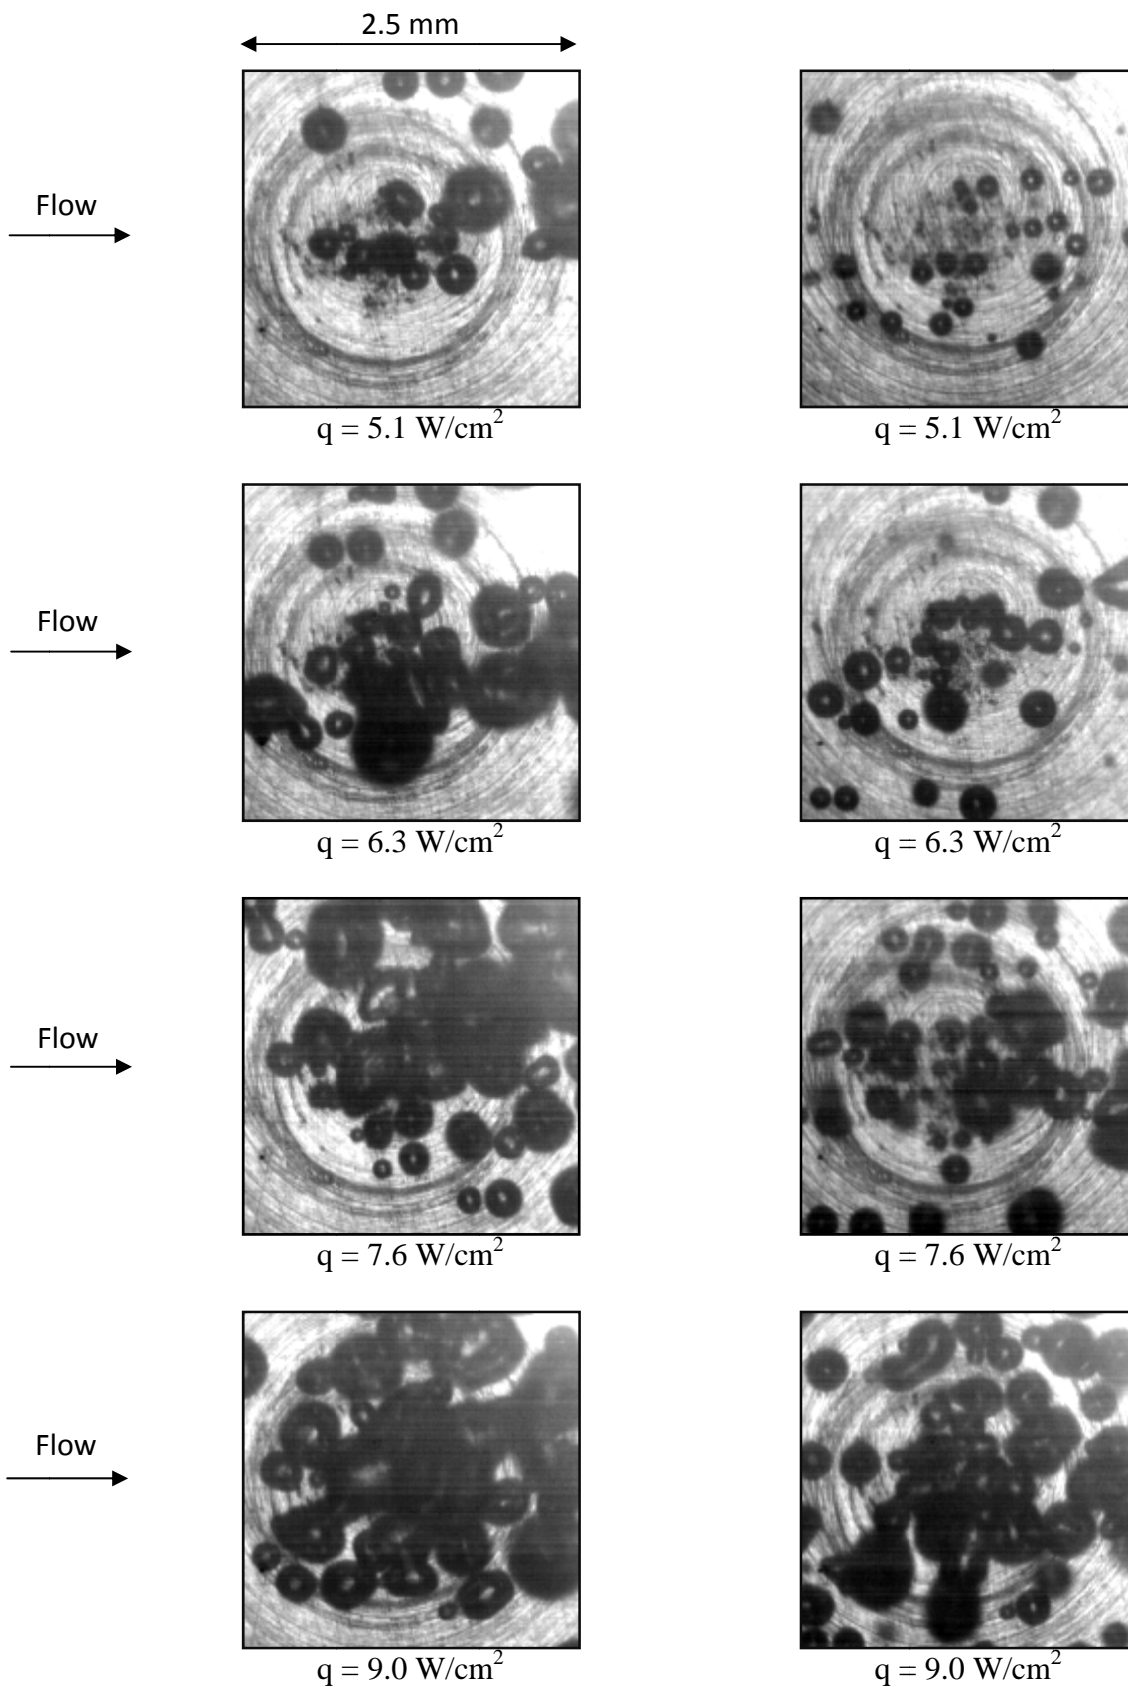 2.5 mm
Flow
q = 5.1 W/cm²
q = 5.1 W/cm²
Flow
q = 6.3 W/cm²
q = 6.3 W/cm²
Flow
q = 7.6 W/cm²
q = 7.6 W/cm²
Flow
q = 9.0 W/cm²
q = 9.0 W/cm²